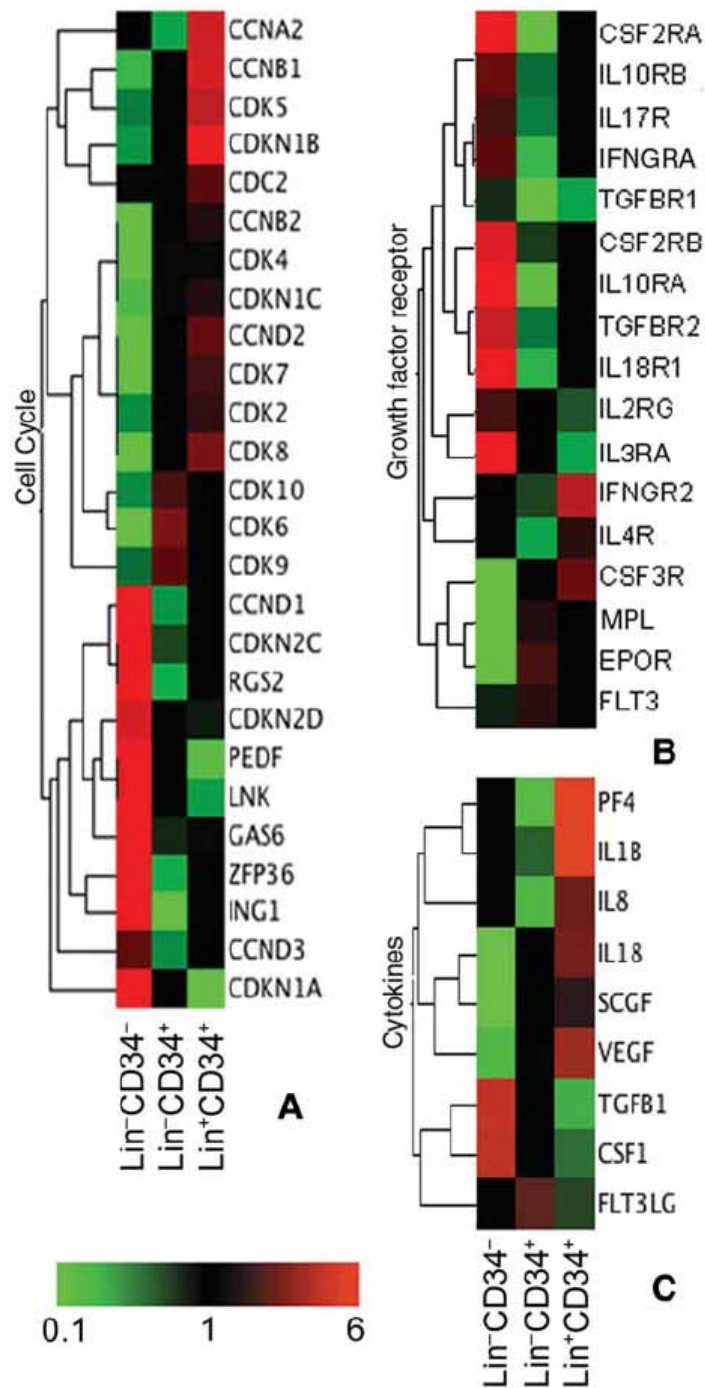 Cell Cycle
CCNA2
CCNB1
CDK5
CDKN1B
CDC2
CCNB2
CDK4
CDKN1C
CCND2
CDK7
CDK2
CDK8
CDK10
CDK6
CDK9
CCND1
CDKN2C
RGS2
CDKN2D
PEDF
LNK
GAS6
ZFP36
ING1
CCND3
CDKN1A
Lin⁻CD34⁻
Lin⁻CD34⁺
Lin⁺CD34⁺
A
0.1 1 6
Growth factor receptor
CSF2RA
IL10RB
IL17R
IFNGRA
TGFBR1
CSF2RB
IL10RA
TGFBR2
IL18R1
IL2RG
IL3RA
IFNGR2
IL4R
CSF3R
MPL
EPOR
FLT3
B
Cytokines
PF4
IL1B
IL8
IL18
SCGF
VEGF
TGFB1
CSF1
FLT3LG
Lin⁻CD34⁻
Lin⁻CD34⁺
Lin⁺CD34⁺
C